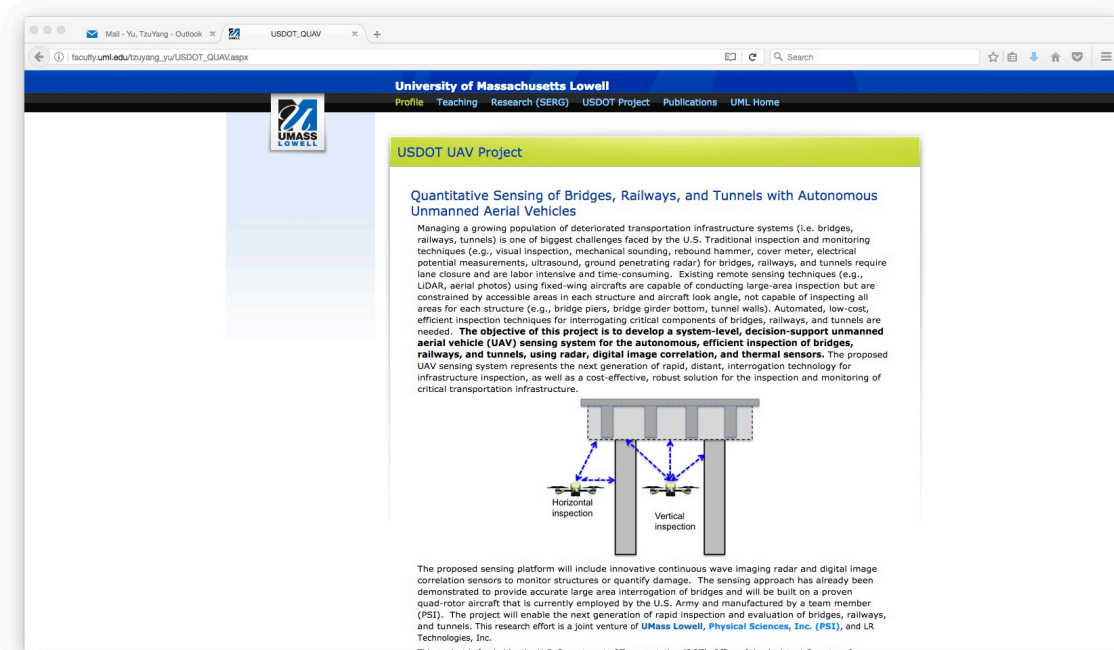 Mail - Yu, TzuYang - Outlook
USDOT_QUAV
faculty.uml.edu/tzuyang_yu/USDOT_QUAV.aspx
Search
University of Massachusetts Lowell
Profile Teaching Research (SERG) USDOT Project Publications UML Home
UMASS
LOWELL
USDOT UAV Project
Quantitative Sensing of Bridges, Railways, and Tunnels with Autonomous
Unmanned Aerial Vehicles
Managing a growing population of deteriorated transportation infrastructure systems (i.e. bridges,
railways, tunnels) is one of biggest challenges faced by the U.S. Traditional inspection and monitoring
techniques (e.g., visual inspection, mechanical sounding, rebound hammer, cover meter, electrical
potential measurements, ultrasound, ground penetrating radar) for bridges, railways, and tunnels require
lane closure and are labor intensive and time-consuming. Existing remote sensing techniques (e.g.,
LiDAR, aerial photos) using fixed-wing aircrafts are capable of conducting large-area inspection but are
constrained by accessible areas in each structure and aircraft look angle, not capable of inspecting all
areas for each structure (e.g., bridge piers, bridge girder bottom, tunnel walls). Automated, low-cost,
efficient inspection techniques for interrogating critical components of bridges, railways, and tunnels are
needed. The objective of this project is to develop a system-level, decision-support unmanned
aerial vehicle (UAV) sensing system for the autonomous, efficient inspection of bridges,
railways, and tunnels, using radar, digital image correlation, and thermal sensors. The proposed
UAV sensing system represents the next generation of rapid, distant, interrogation technology for
infrastructure inspection, as well as a cost-effective, robust solution for the inspection and monitoring of
critical transportation infrastructure.
Horizontal
inspection
Vertical
inspection
The proposed sensing platform will include innovative continuous wave imaging radar and digital image
correlation sensors to monitor structures or quantify damage. The sensing approach has already been
demonstrated to provide accurate large area interrogation of bridges and will be built on a proven
quad-rotor aircraft that is currently employed by the U.S. Army and manufactured by a team member
(PSI). The project will enable the next generation of rapid inspection and evaluation of bridges, railways,
and tunnels. This research effort is a joint venture of UMass Lowell, Physical Sciences, Inc. (PSI), and LR
Technologies, Inc.